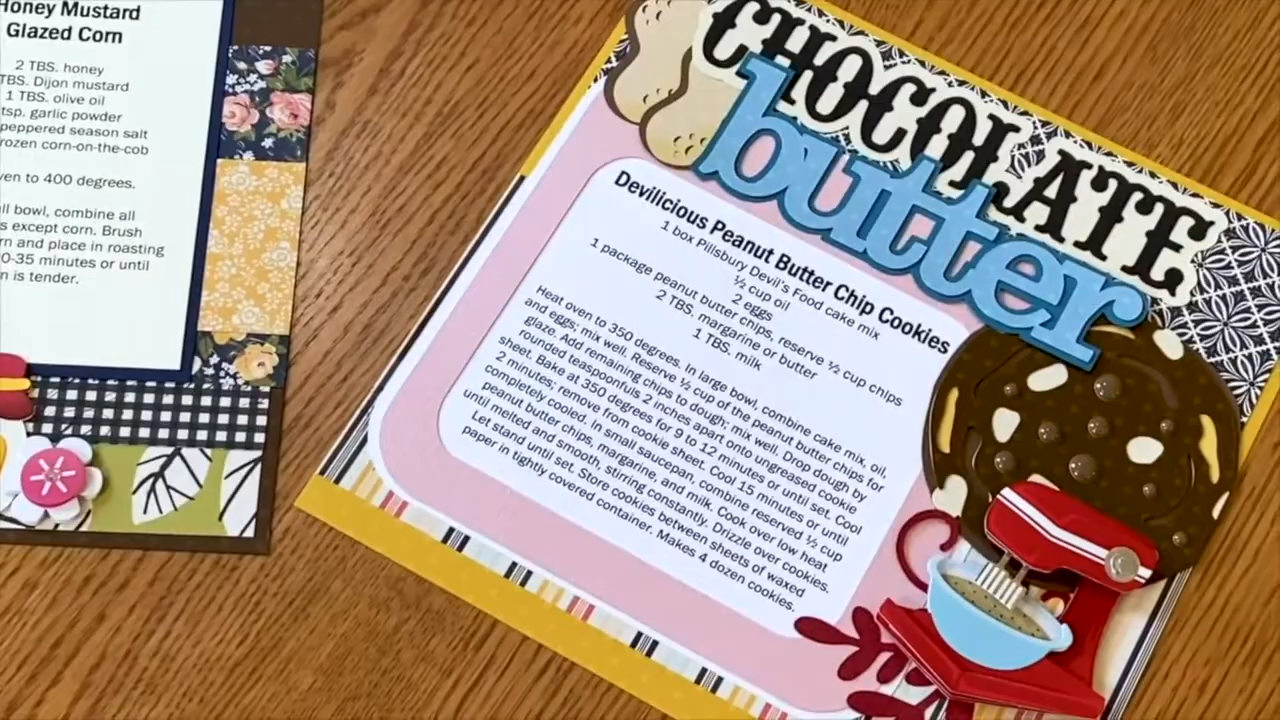 Honey Mustard
Glazed Corn
2 TBS. honey
TBS. Dijon mustard
1 TBS. olive oil
tsp. garlic powder
peppered season salt
frozen corn-on-the-cob
to 400 degrees.
bowl, combine all
except corn. Brush
and place in roasting
0-35 minutes or until
is tender.
CHOCOLATE
butter
Devilicious Peanut Butter Chip Cookies
1 box Pillsbury Devil's Food cake mix
½ cup oil
2 eggs
1 package peanut butter chips, reserve ½ cup chips
2 TBS. margarine or butter
1 TBS. milk
Heat oven to 350 degrees. In large bowl, combine cake mix, oil,
and eggs; mix well. Reserve ½ cup of the peanut butter chips for
glaze. Add remaining chips to dough; mix well. Drop dough by
rounded teaspoonfuls 2 inches apart onto ungreased cookie
sheet. Bake at 350 degrees for 9 to 12 minutes or until set. Cool
2 minutes; remove from cookie sheet. Cool 15 minutes or until
completely cooled. In small saucepan, combine reserved ½ cup
peanut butter chips, margarine, and milk. Cook over low heat
until melted and smooth, stirring constantly. Drizzle over cookies.
Let stand until set. Store cookies between sheets of waxed
paper in tightly covered container. Makes 4 dozen cookies.